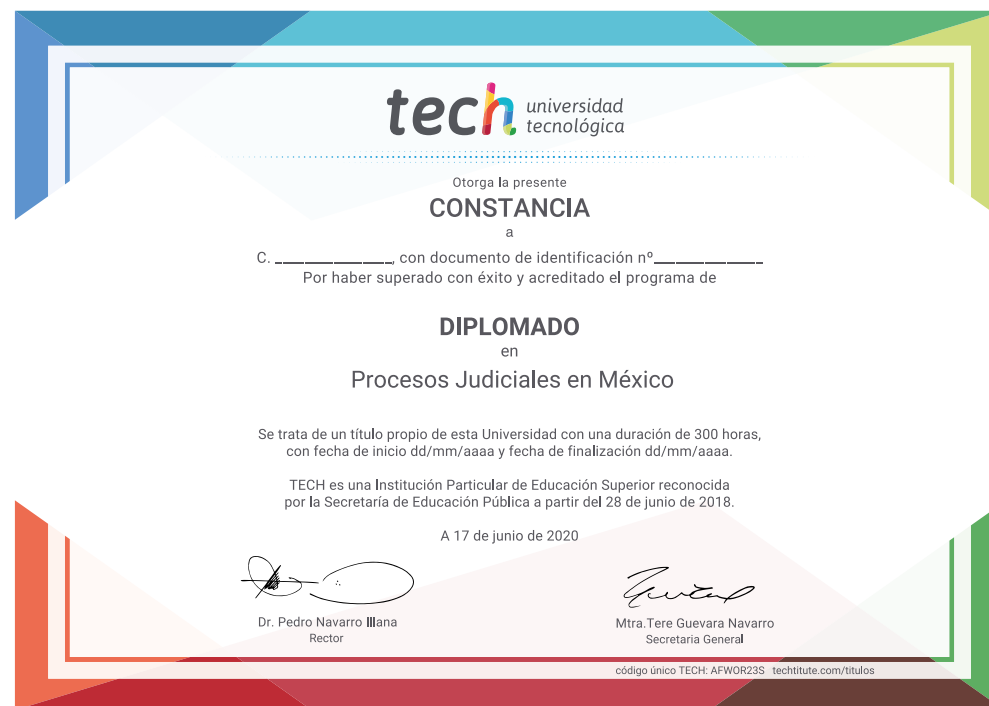 tech universidad
tecnológica
Otorga la presente
CONSTANCIA
a
C. ______________, con documento de identificación nº______________
Por haber superado con éxito y acreditado el programa de
DIPLOMADO
en
Procesos Judiciales en México
Se trata de un título propio de esta Universidad con una duración de 300 horas,
con fecha de inicio dd/mm/aaaa y fecha de finalización dd/mm/aaaa.
TECH es una Institución Particular de Educación Superior reconocida
por la Secretaría de Educación Pública a partir del 28 de junio de 2018.
A 17 de junio de 2020
Dr. Pedro Navarro Illana
Rector
Mtra.Tere Guevara Navarro
Secretaria General
código único TECH: AFWOR23S techtitute.com/titulos